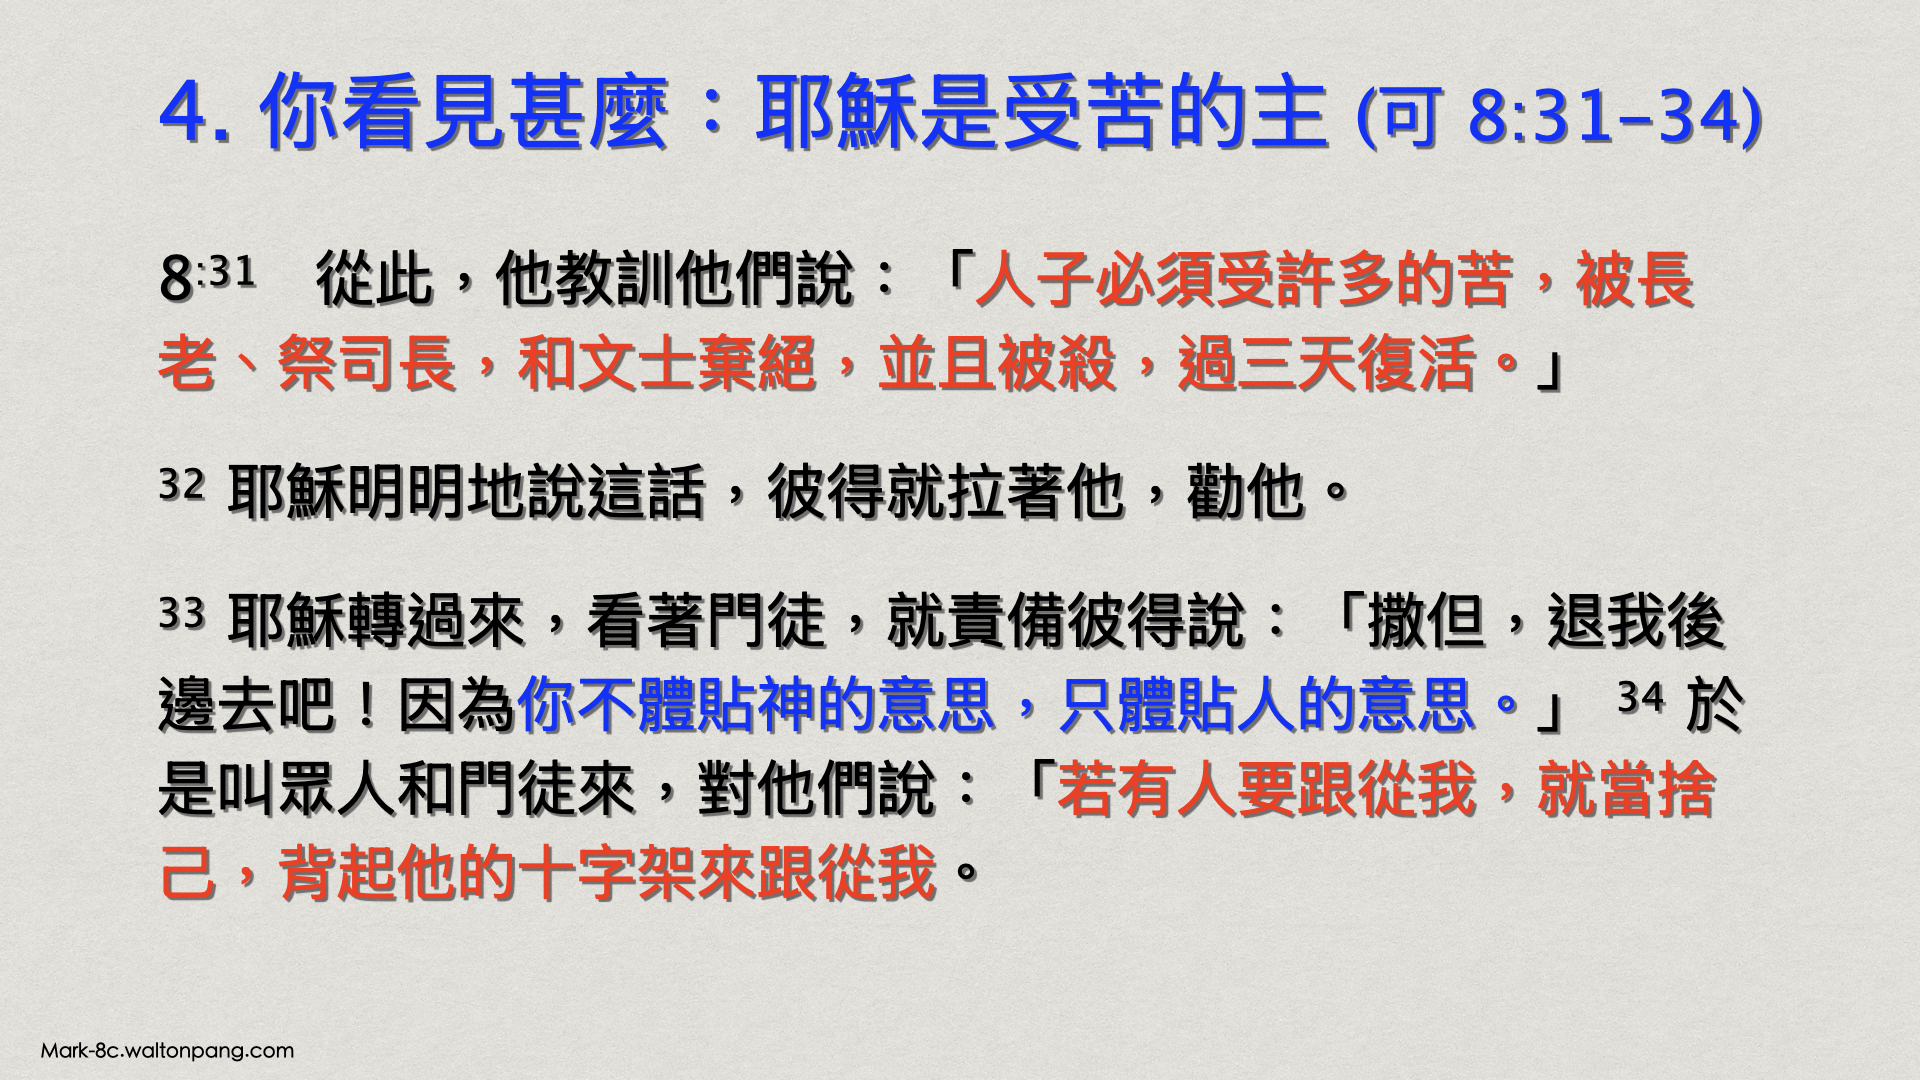 4. 你看見甚麼：耶穌是受苦的主 (可 8:31-34)
8:31　從此，他教訓他們說：「人子必須受許多的苦，被長
老、祭司長，和文士棄絕，並且被殺，過三天復活。」
32 耶穌明明地說這話，彼得就拉著他，勸他。
33 耶穌轉過來，看著門徒，就責備彼得說：「撒但，退我後
邊去吧！因為你不體貼神的意思，只體貼人的意思。」 34 於
是叫眾人和門徒來，對他們說：「若有人要跟從我，就當捨
己，背起他的十字架來跟從我。
Mark-8c.waltonpang.com